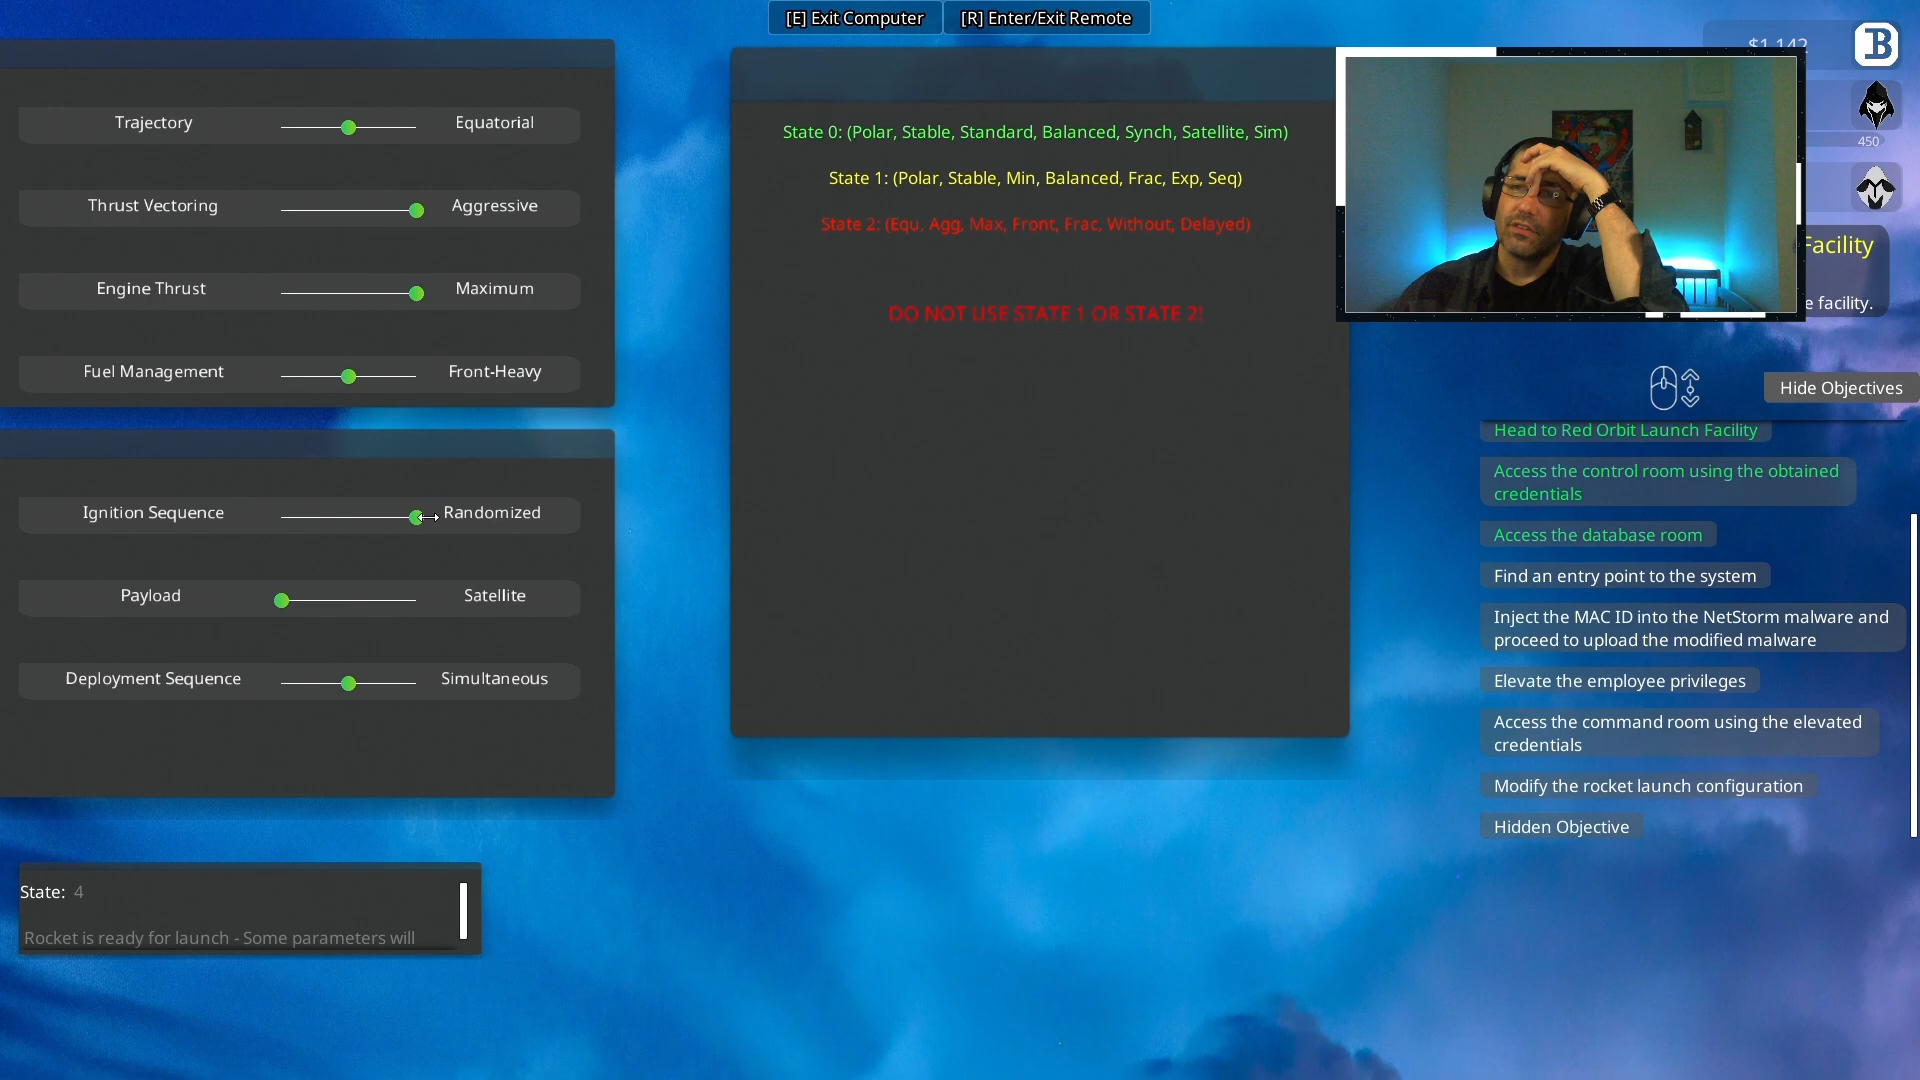 [E] Exit Computer
[R] Enter/Exit Remote
$1,142
Trajectory
Equatorial
Thrust Vectoring
Aggressive
Engine Thrust
Maximum
Fuel Management
Front-Heavy
Ignition Sequence
Randomized
Payload
Satellite
Deployment Sequence
Simultaneous
State: 4
Rocket is ready for launch - Some parameters will
State 0: (Polar, Stable, Standard, Balanced, Synch, Satellite, Sim)
State 1: (Polar, Stable, Min, Balanced, Frac, Exp, Seq)
State 2: (Equ, Agg, Max, Front, Frac, Without, Delayed)
DO NOT USE STATE 1 OR STATE 2!
B
450
Facility
facility.
Hide Objectives
Head to Red Orbit Launch Facility
Access the control room using the obtained
credentials
Access the database room
Find an entry point to the system
Inject the MAC ID into the NetStorm malware and
proceed to upload the modified malware
Elevate the employee privileges
Access the command room using the elevated
credentials
Modify the rocket launch configuration
Hidden Objective